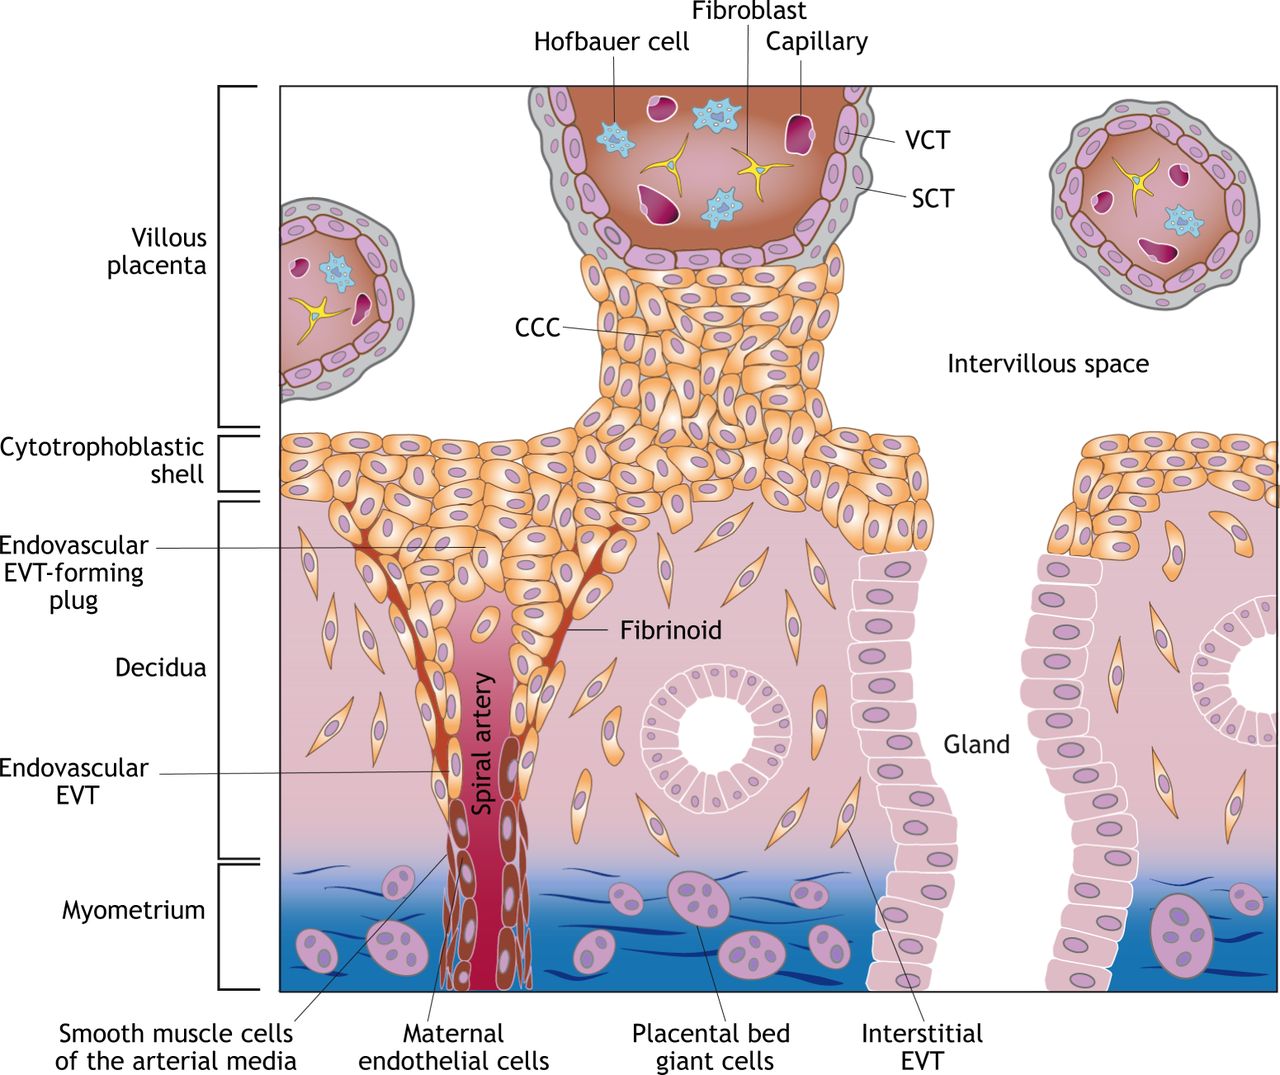 Fibroblast
Hofbauer cell
Capillary
VCT
SCT
Villous
placenta
CCC
Intervillous space
Cytotrophoblastic
shell
Endovascular
EVT-forming
plug
Fibrinoid
Decidua
Spiral artery
Gland
Endovascular
EVT
Myometrium
Smooth muscle cells
of the arterial media
Maternal
endothelial cells
Placental bed
giant cells
Interstitial
EVT